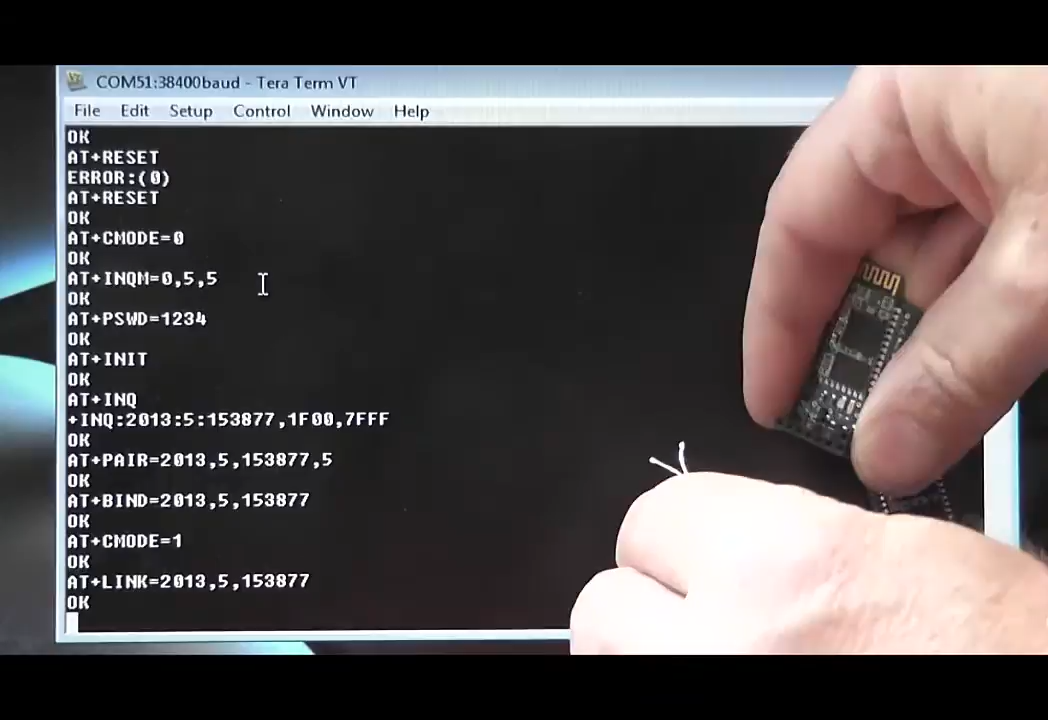 COM51:38400baud - Tera Term VT
File Edit Setup Control Window Help
OK
AT+RESET
ERROR:(0)
AT+RESET
OK
AT+CMODE=0
OK
AT+INQM=0,5,5
OK
AT+PSWD=1234
OK
AT+INIT
OK
AT+INQ
+INQ:2013:5:153877,1F00,7FFF
OK
AT+PAIR=2013,5,153877,5
OK
AT+BIND=2013,5,153877
OK
AT+CMODE=1
OK
AT+LINK=2013,5,153877
OK